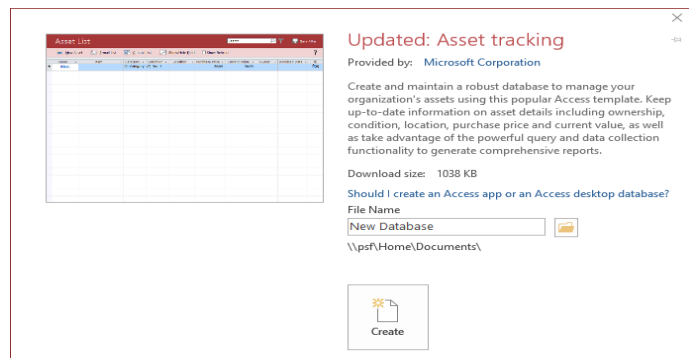 Asset List
Updated: Asset tracking
Provided by: Microsoft Corporation
Create and maintain a robust database to manage your
organization's assets using this popular Access template. Keep
up-to-date information on asset details including ownership,
condition, location, purchase price and current value, as well
as take advantage of the powerful query and data collection
functionality to generate comprehensive reports.
Download size: 1038 KB
Should I create an Access app or an Access desktop database?
File Name
New Database
\\psf\Home\Documents\
Create